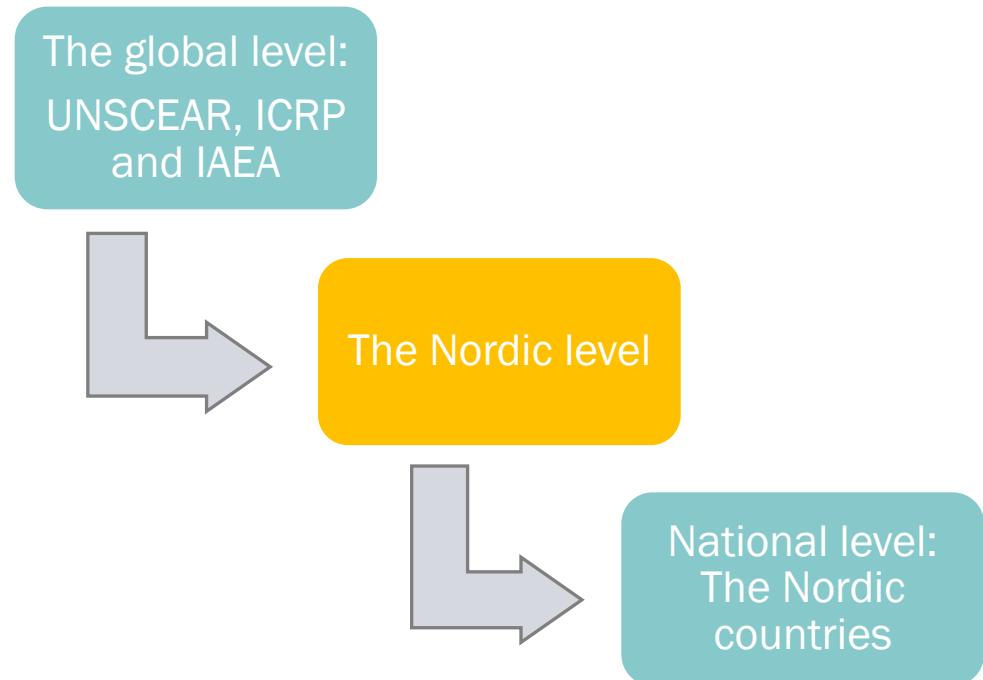 The global level:
UNSCEAR, ICRP
and IAEA
The Nordic level
National level:
The Nordic
countries